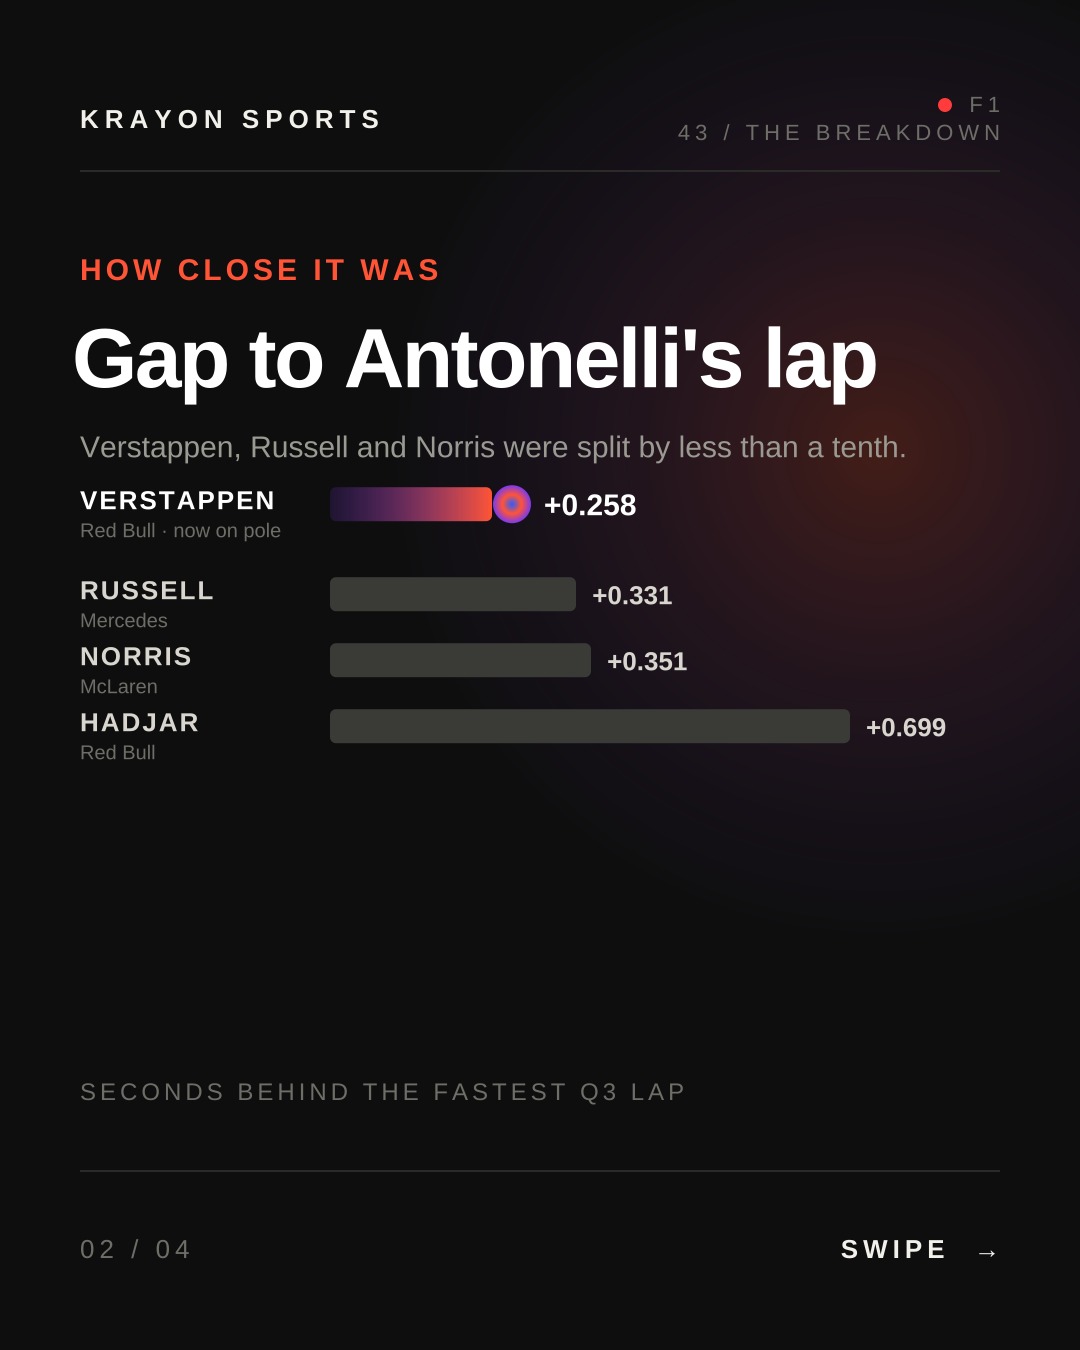 KRAYON SPORTS
F1
43 / THE BREAKDOWN
HOW CLOSE IT WAS
Gap to Antonelli's lap
Verstappen, Russell and Norris were split by less than a tenth.
VERSTAPPEN
+0.258
Red Bull · now on pole
RUSSELL
+0.331
Mercedes
NORRIS
+0.351
McLaren
HADJAR
+0.699
Red Bull
SECONDS BEHIND THE FASTEST Q3 LAP
02 / 04
SWIPE →